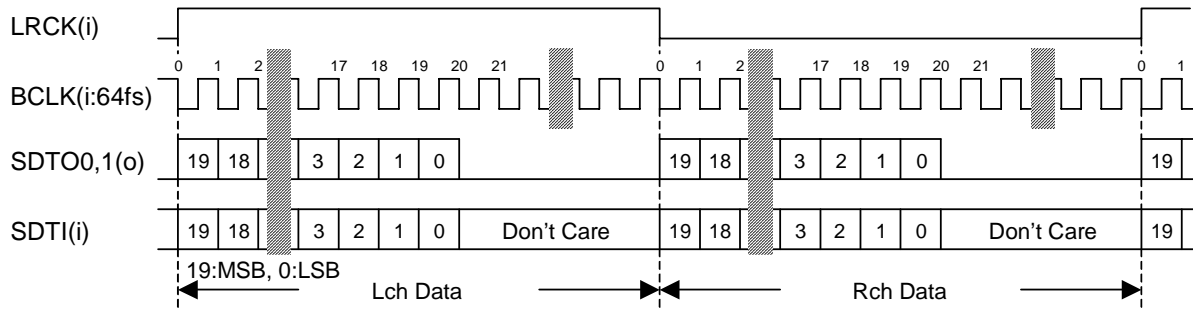 LRCK(i)
0 1 2 17 18 19 20 21 0 1 2 17 18 19 20 21 0 1
BCLK(i:64fs)
SDTO0,1(o) 19 18 3 2 1 0 19 18 3 2 1 0 19
SDTI(i) 19 18 3 2 1 0 Don't Care 19 18 3 2 1 0 Don't Care 19
19:MSB, 0:LSB
Lch Data Rch Data